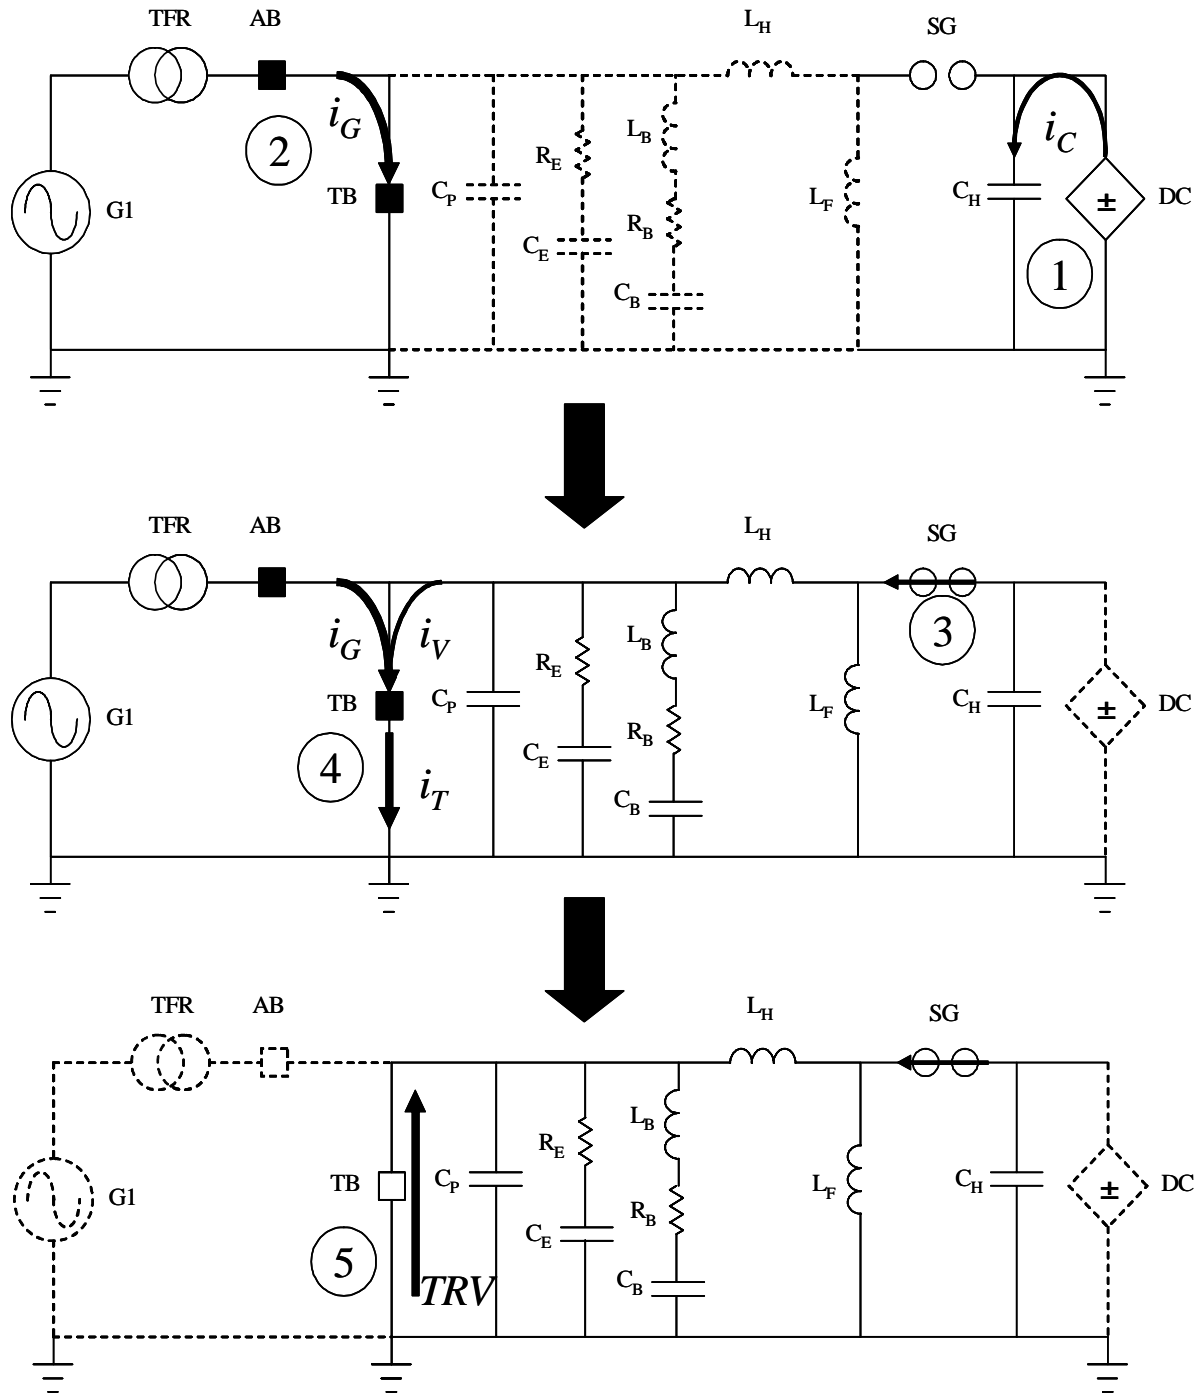 TFR AB L_H SG
i_G i_C
2 L_B
R_E
TB C_P L_F C_H ± DC
G1 R_B
C_E
1
C_B
TFR AB L_H SG
i_G i_V L_B 3
R_E
TB C_P L_F C_H ± DC
G1 R_B
C_E
4 i_T
C_B
TFR AB L_H SG
L_B
R_E
TB C_P L_F C_H ± DC
G1 R_B
C_E
5 C_B
TRV